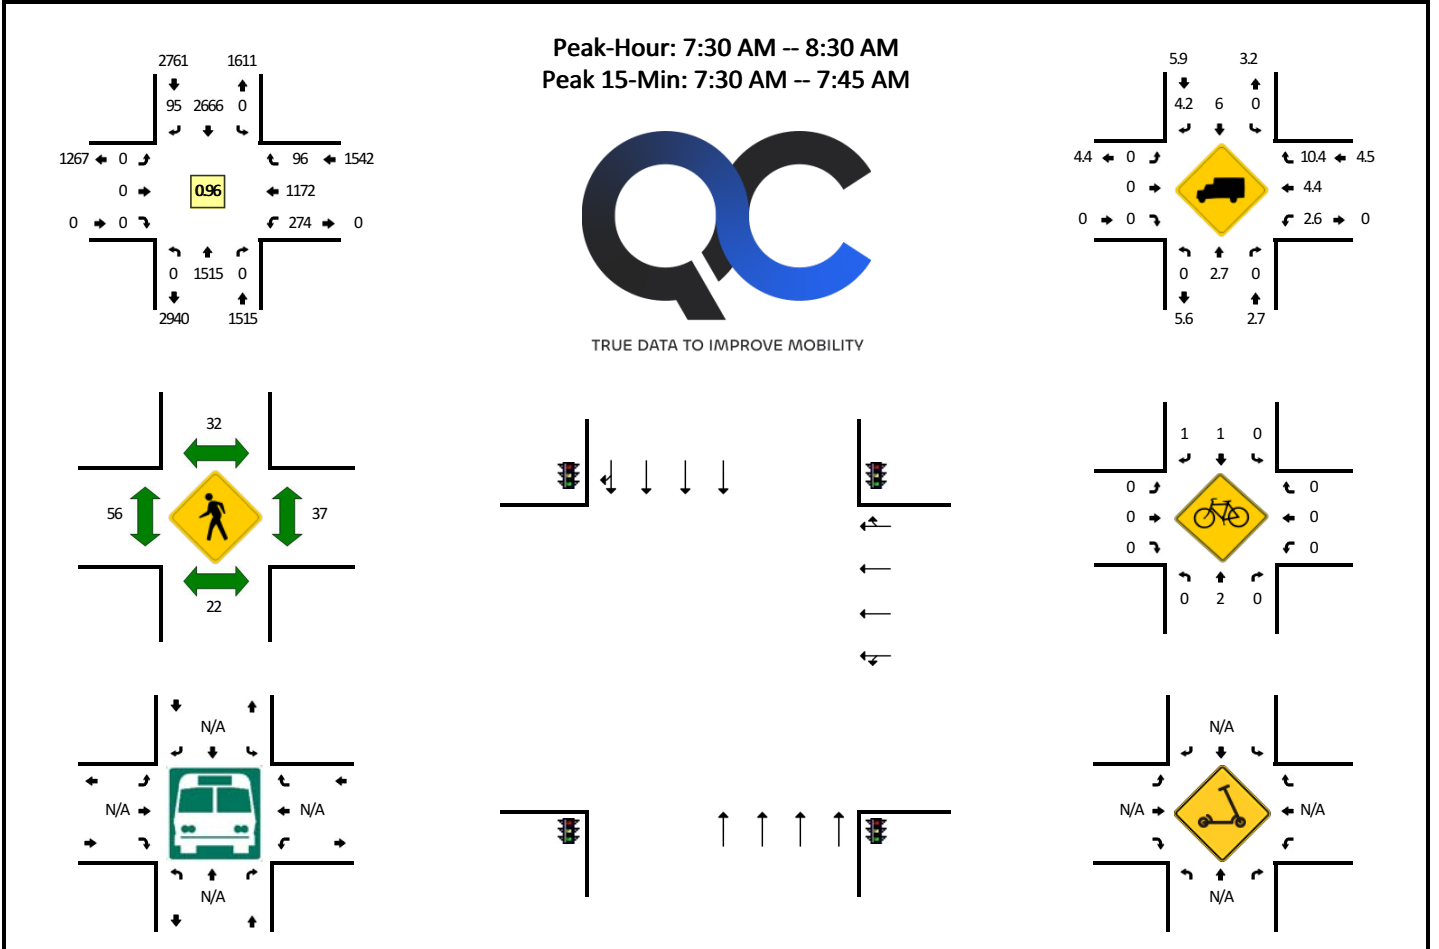 Peak-Hour: 7:30 AM -- 8:30 AM
Peak 15-Min: 7:30 AM -- 7:45 AM
2761 1611
95 2666 0
1267 0 96 1542
0 0.96 1172
0 0 274 0
0 1515 0
2940 1515
QC
TRUE DATA TO IMPROVE MOBILITY
5.9 3.2
4.2 6 0
4.4 0 10.4 4.5
0 4.4
0 0 2.6 0
0 2.7 0
5.6 2.7
32
56 37
22
1 1 0
0 0
0 0
0 0
0 2 0
N/A
N/A N/A
N/A
N/A
N/A N/A
N/A